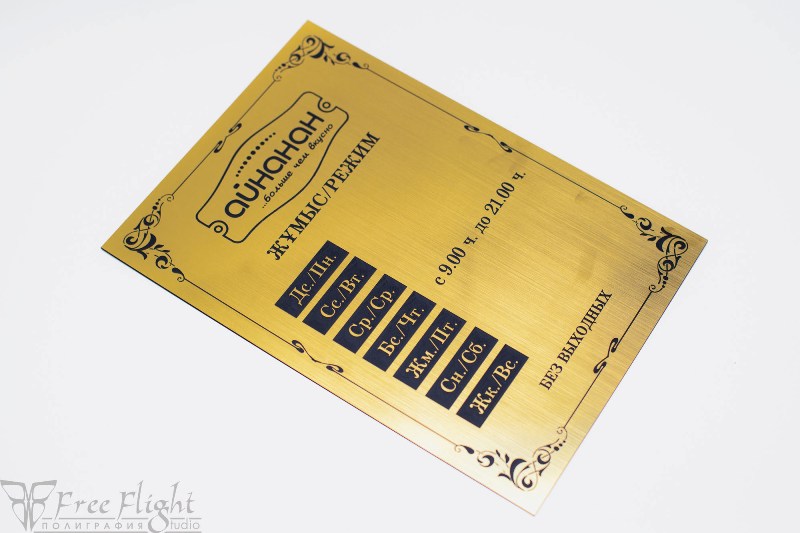 айнанан
...больше чем вкусно
ЖҰМЫС/РЕЖИМ
Дс./Пн.
Сс./Вт.
Ср./Ср.
Бс./Чт.
Жм./Пт.
Сн./Сб.
Жк./Вс.
с 9.00 ч. до 21.00 ч.
БЕЗ ВЫХОДНЫХ
Free Flight
ПОЛИГРАФИЯ Studio